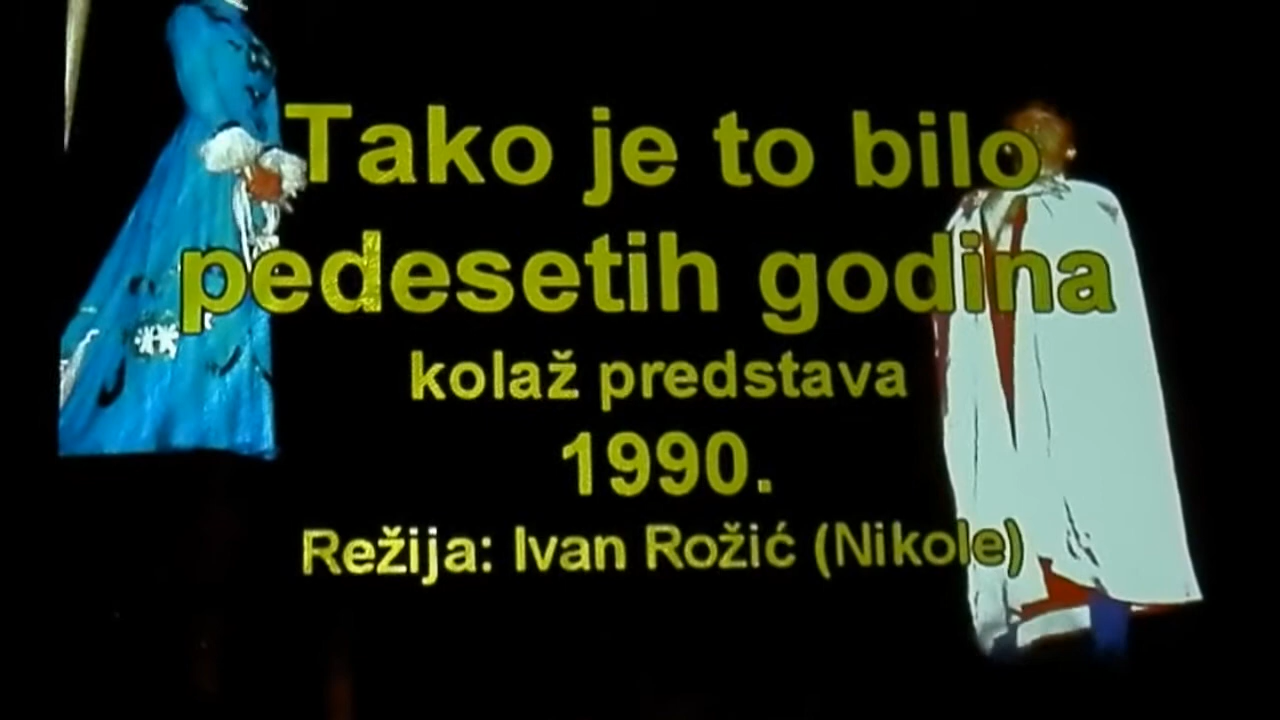 Tako je to bilo
pedesetih godina
kolaž predstava
1990.
Režija: Ivan Rožić (Nikole)